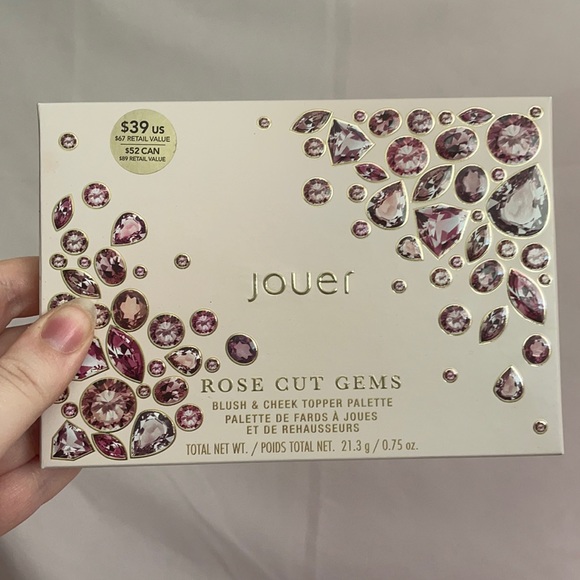 $39 US
$67 RETAIL VALUE
$52 CAN
$89 RETAIL VALUE
jouer
ROSE CUT GEMS
BLUSH & CHEEK TOPPER PALETTE
PALETTE DE FARDS À JOUES
ET DE REHAUSSEURS
TOTAL NET WT. / POIDS TOTAL NET. 21.3 g / 0.75 oz.